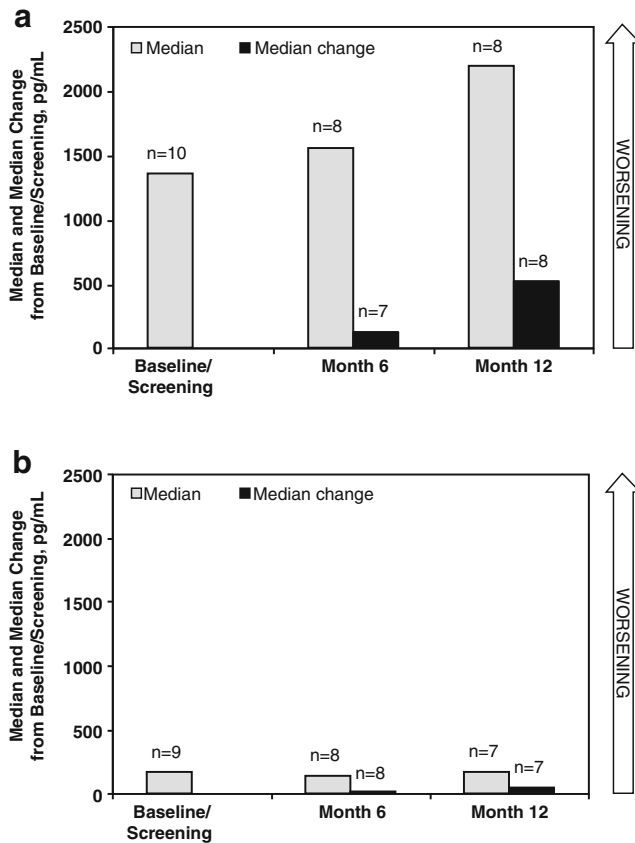 a
Median and Median Change
from Baseline/Screening, pg/mL
2500
2000
1500
1000
500
0
Median
Median change
n=10
n=8
n=7
n=8
n=8
Baseline/
Screening
Month 6
Month 12
WORSENING
b
Median and Median Change
from Baseline/Screening, pg/mL
2500
2000
1500
1000
500
0
Median
Median change
n=9
n=8
n=8
n=7
n=7
Baseline/
Screening
Month 6
Month 12
WORSENING